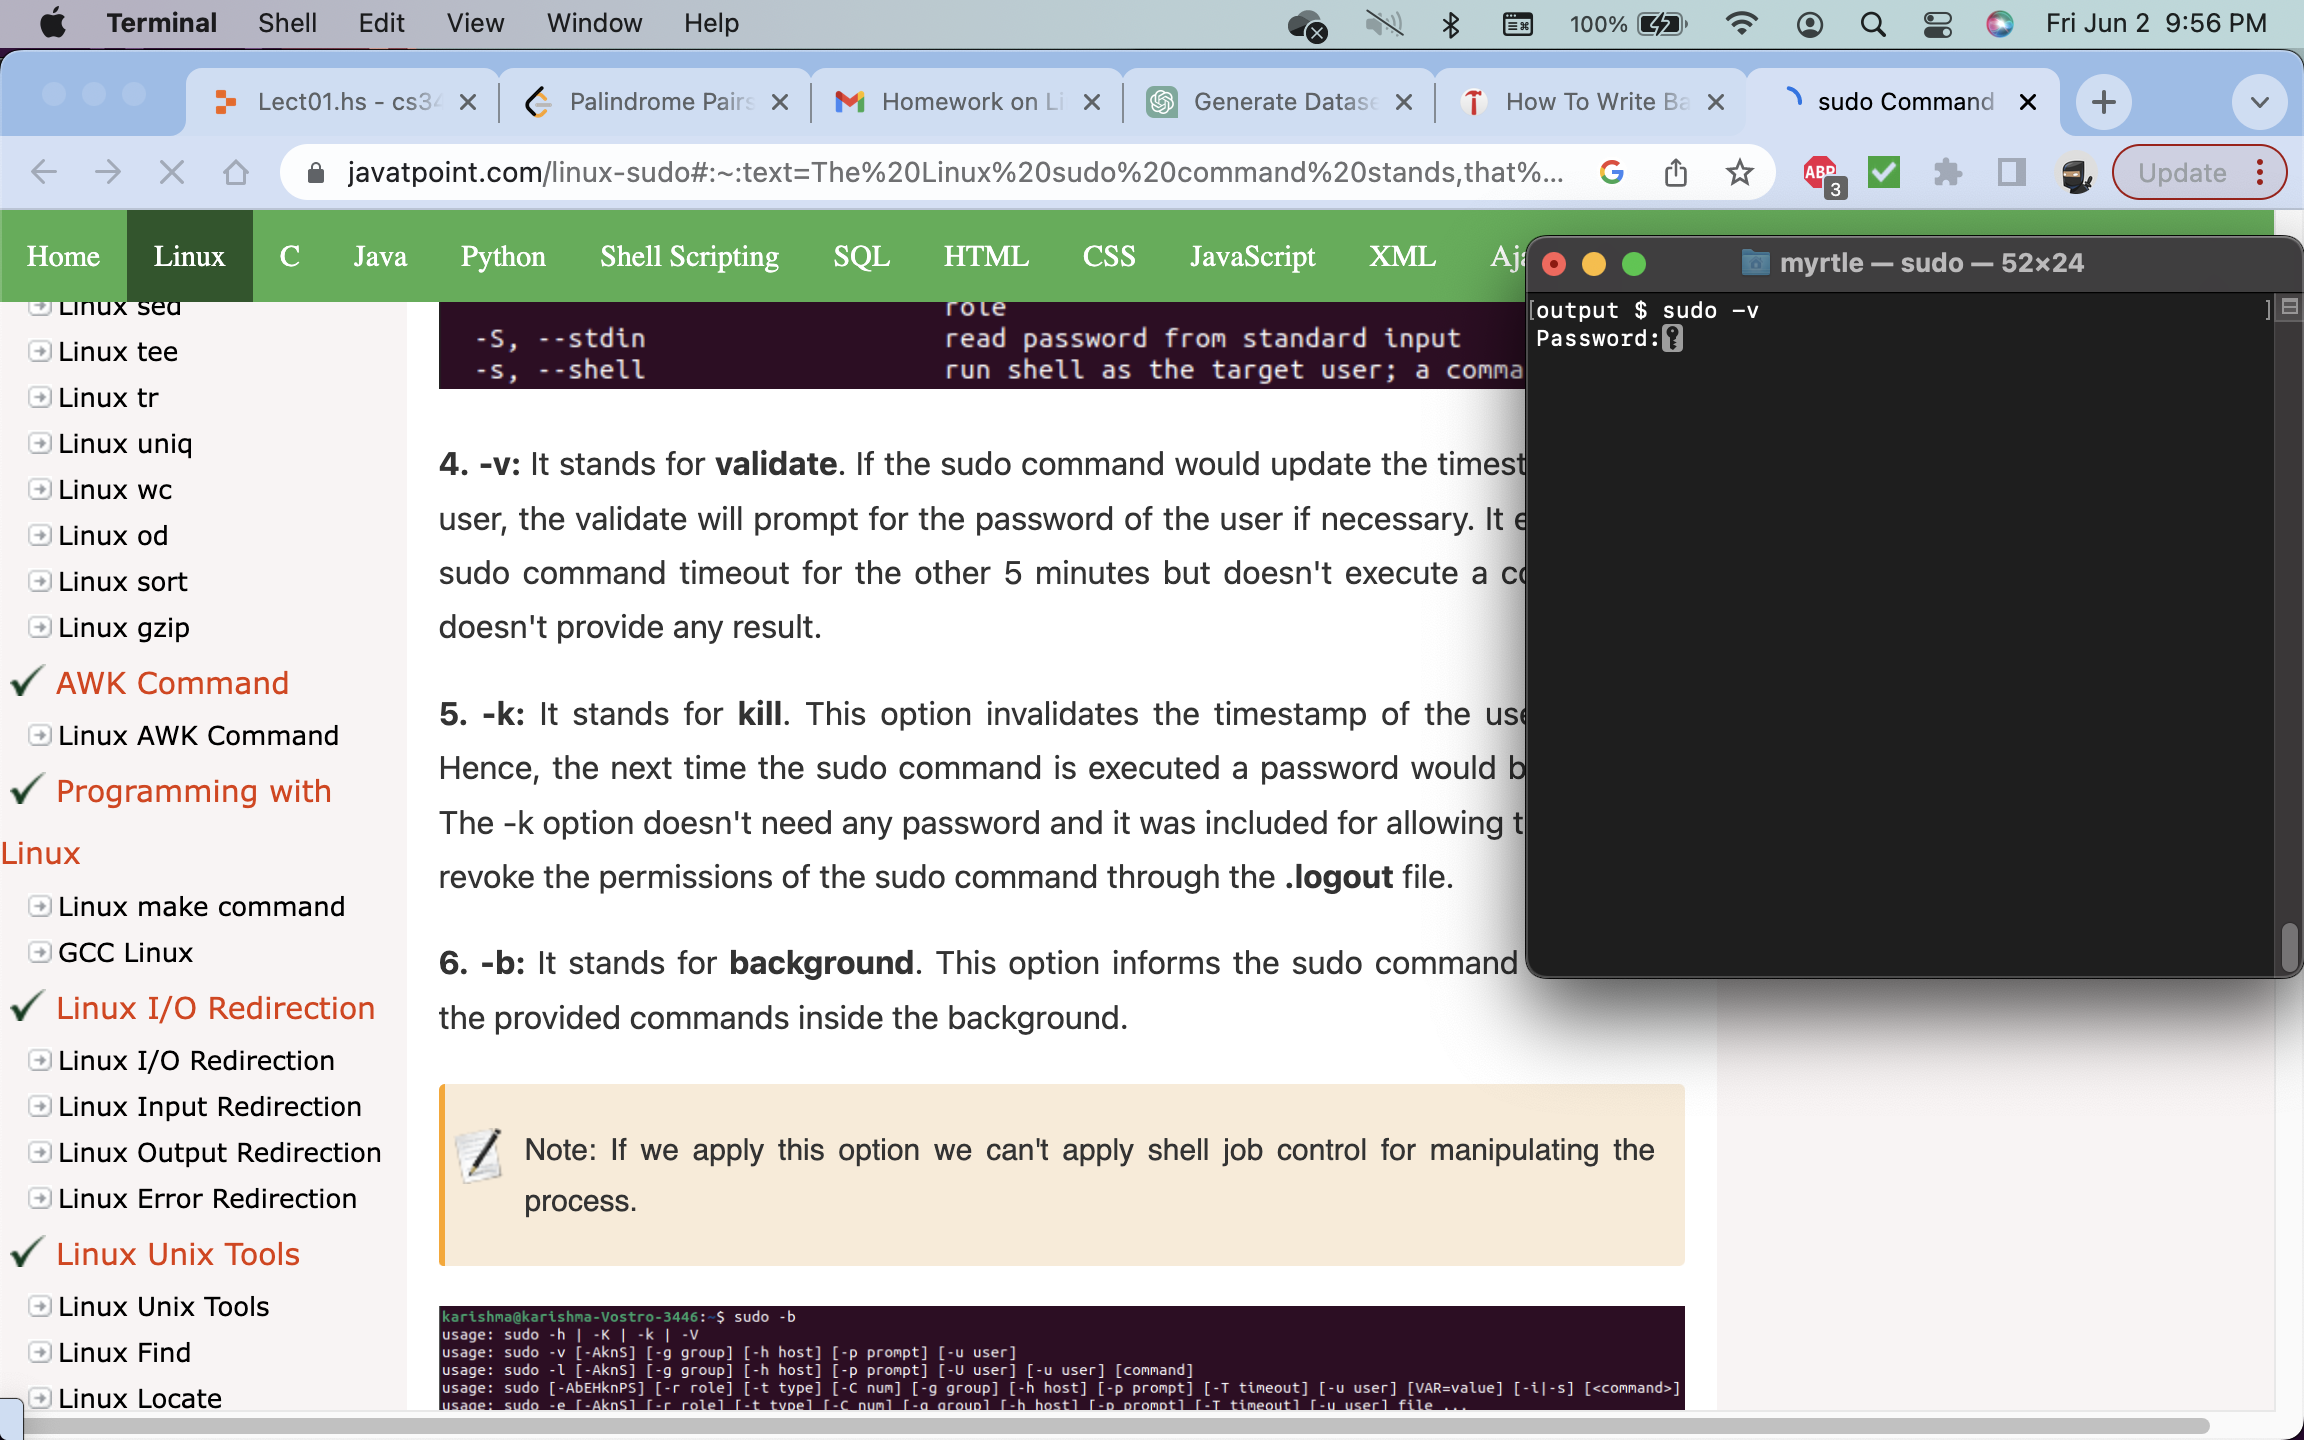 Terminal Shell Edit View Window Help 100% Fri Jun 2 9:56 PM
Lect01.hs - cs34 Palindrome Pairs Homework on Li Generate Datase How To Write Ba sudo Command
javatpoint.com/linux-sudo#:~:text=The%20Linux%20sudo%20command%20stands,that%... ABP 3 Update
Home Linux C Java Python Shell Scripting SQL HTML CSS JavaScript XML Aja
Linux sed
Linux tee
Linux tr
Linux uniq
Linux wc
Linux od
Linux sort
Linux gzip
AWK Command
Linux AWK Command
Programming with
Linux
Linux make command
GCC Linux
Linux I/O Redirection
Linux I/O Redirection
Linux Input Redirection
Linux Output Redirection
Linux Error Redirection
Linux Unix Tools
Linux Unix Tools
Linux Find
Linux Locate
role
-S, --stdin read password from standard input
-s, --shell run shell as the target user; a comma
4. -v: It stands for validate. If the sudo command would update the timest
user, the validate will prompt for the password of the user if necessary. It e
sudo command timeout for the other 5 minutes but doesn't execute a co
doesn't provide any result.
5. -k: It stands for kill. This option invalidates the timestamp of the use
Hence, the next time the sudo command is executed a password would b
The -k option doesn't need any password and it was included for allowing t
revoke the permissions of the sudo command through the .logout file.
6. -b: It stands for background. This option informs the sudo command
the provided commands inside the background.
Note: If we apply this option we can't apply shell job control for manipulating the
process.
karishma@karishma-Vostro-3446:~$ sudo -b
usage: sudo -h | -K | -k | -V
usage: sudo -v [-AknS] [-g group] [-h host] [-p prompt] [-u user]
usage: sudo -l [-AknS] [-g group] [-h host] [-p prompt] [-U user] [-u user] [command]
usage: sudo [-AbEHknPS] [-r role] [-t type] [-C num] [-g group] [-h host] [-p prompt] [-T timeout] [-u user] [VAR=value] [-i|-s] [<command>]
usage: sudo -e [-AknS] [-r role] [-t type] [-C num] [-g group] [-h host] [-p prompt] [-T timeout] [-u user] file ...
myrtle — sudo — 52×24
[output $ sudo -v ]
Password: